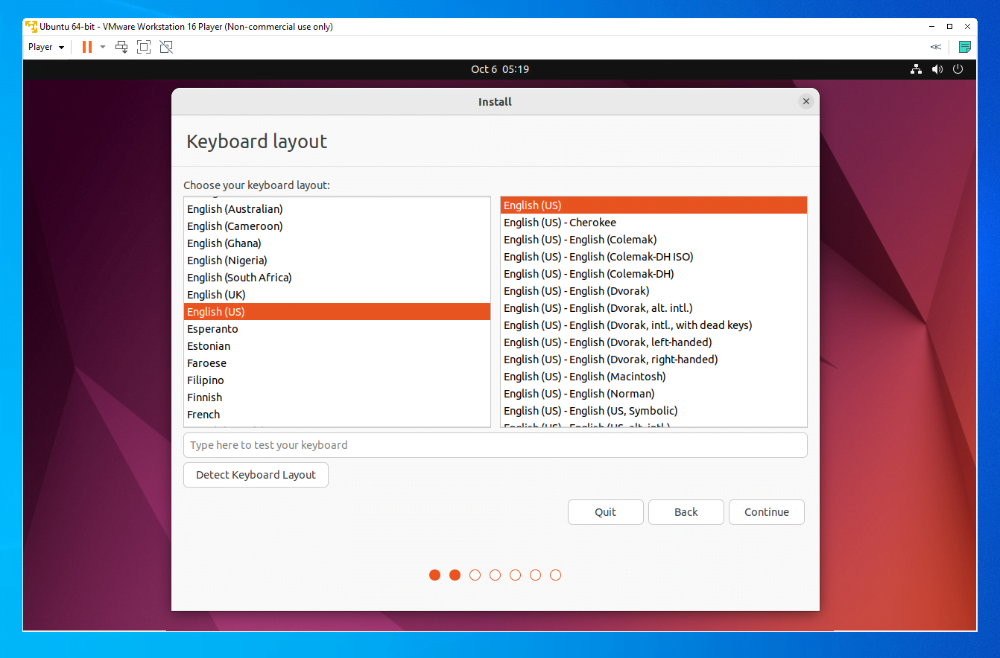 Ubuntu 64-bit - VMware Workstation 16 Player (Non-commercial use only)
Player
Oct 6 05:19
Install
Keyboard layout
Choose your keyboard layout:
English (Australian)
English (Cameroon)
English (Ghana)
English (Nigeria)
English (South Africa)
English (UK)
English (US)
Esperanto
Estonian
Faroese
Filipino
Finnish
French
English (US)
English (US) - Cherokee
English (US) - English (Colemak)
English (US) - English (Colemak-DH ISO)
English (US) - English (Colemak-DH)
English (US) - English (Dvorak)
English (US) - English (Dvorak, alt. intl.)
English (US) - English (Dvorak, intl., with dead keys)
English (US) - English (Dvorak, left-handed)
English (US) - English (Dvorak, right-handed)
English (US) - English (Macintosh)
English (US) - English (Norman)
English (US) - English (US, Symbolic)
English (US) - English (US, alt. intl.)
Type here to test your keyboard
Detect Keyboard Layout
Quit
Back
Continue